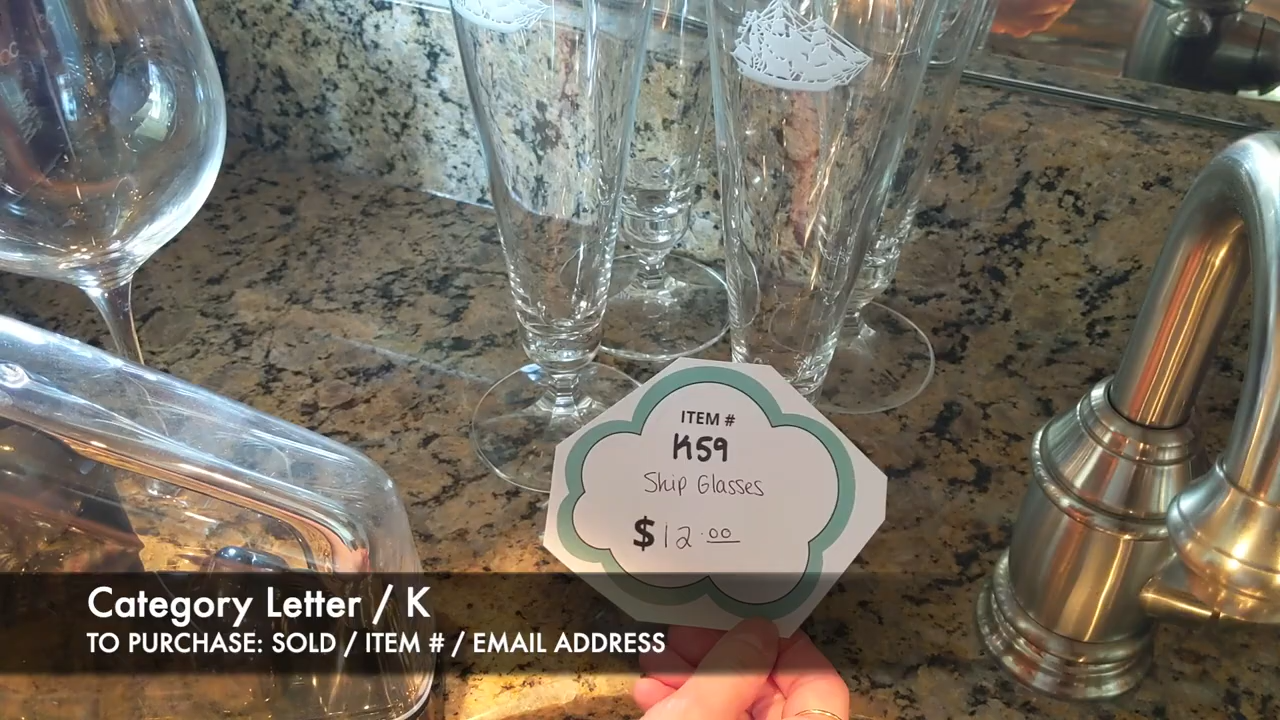 ITEM #
K59
Ship Glasses
$12.00
Category Letter / K
TO PURCHASE: SOLD / ITEM # / EMAIL ADDRESS